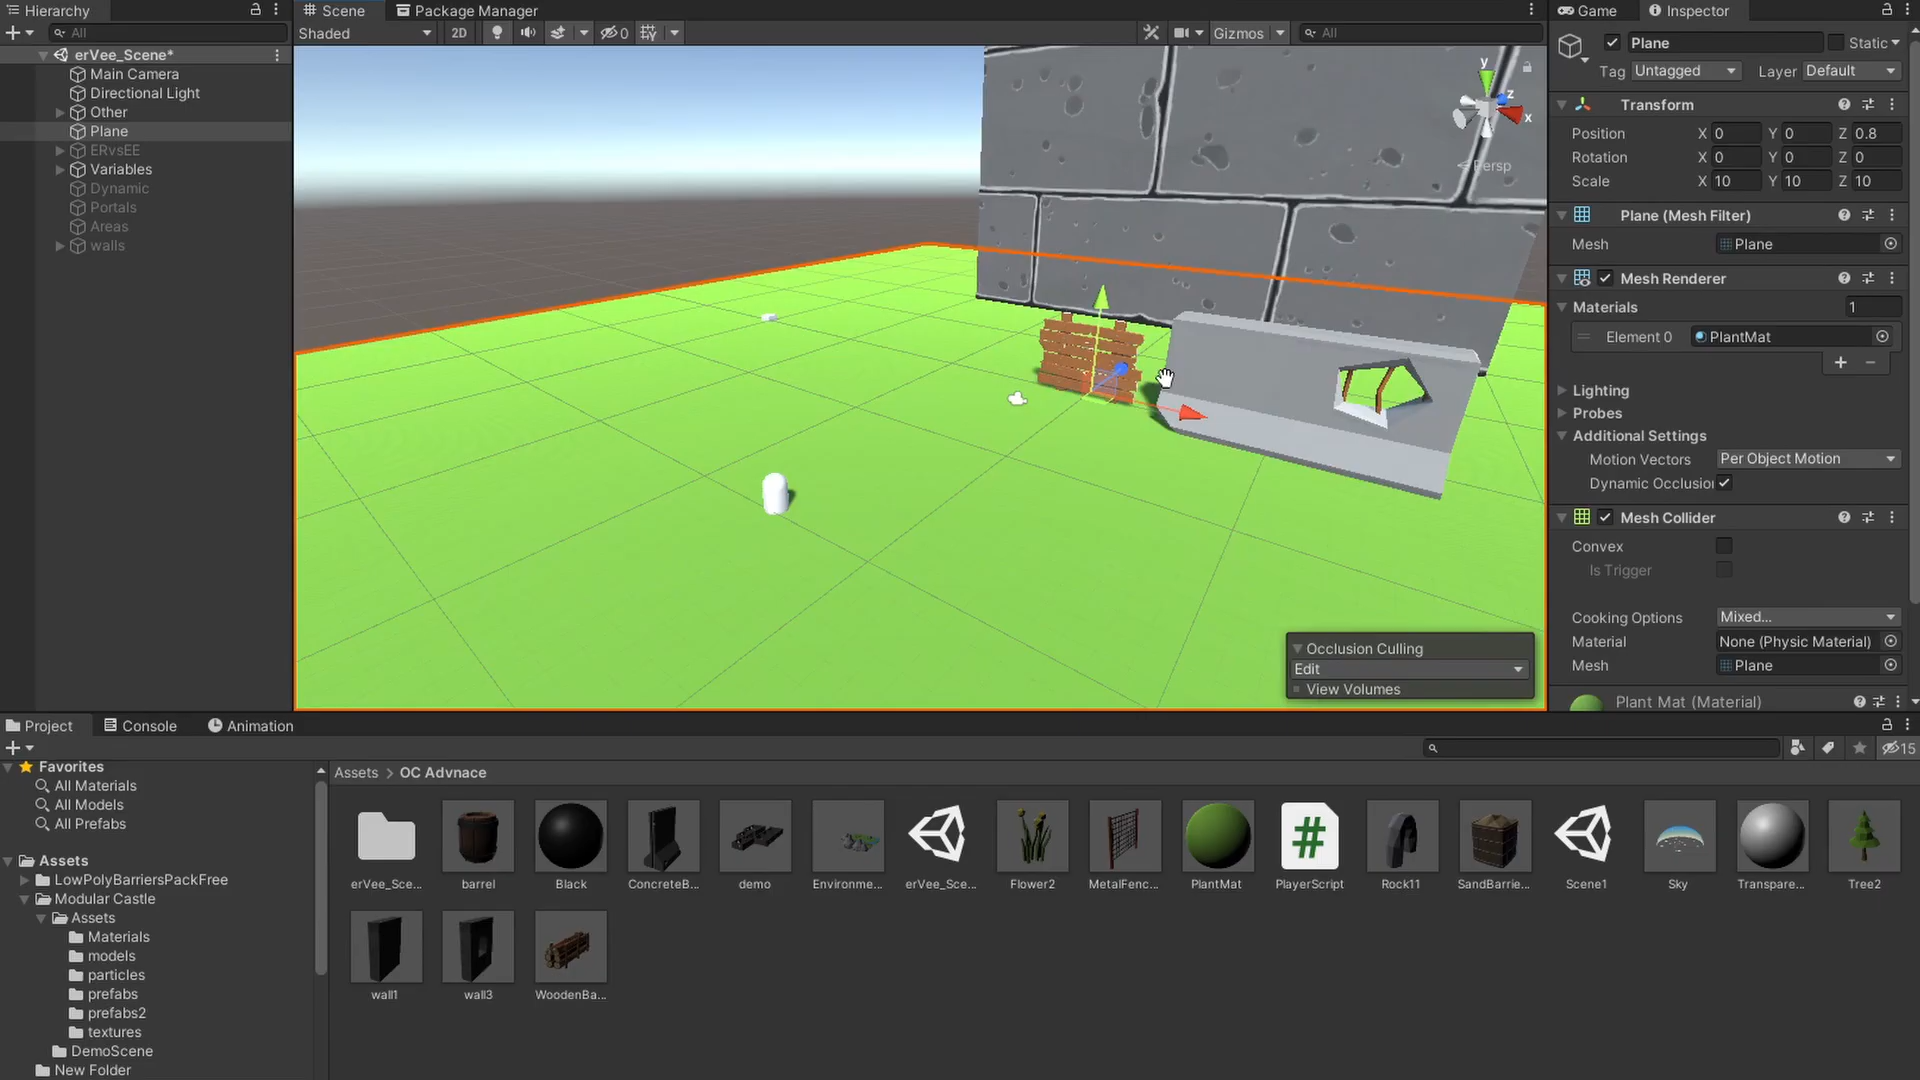 Hierarchy
All
erVee_Scene*
Main Camera
Directional Light
Other
Plane
ERvsEE
Variables
Dynamic
Portals
Areas
walls
Scene
Package Manager
Shaded
2D
0
Gizmos
All
y
z
x
Persp
Occlusion Culling
Edit
View Volumes
Game
Inspector
Plane
Static
Tag Untagged Layer Default
Transform
Position X 0 Y 0 Z 0.8
Rotation X 0 Y 0 Z 0
Scale X 10 Y 10 Z 10
Plane (Mesh Filter)
Mesh Plane
Mesh Renderer
Materials 1
Element 0 PlantMat
Lighting
Probes
Additional Settings
Motion Vectors Per Object Motion
Dynamic Occlusion
Mesh Collider
Convex
Is Trigger
Cooking Options Mixed...
Material None (Physic Material)
Mesh Plane
Plant Mat (Material)
Project
Console
Animation
15
Favorites
All Materials
All Models
All Prefabs
Assets
LowPolyBarriersPackFree
Modular Castle
Assets
Materials
models
particles
prefabs
prefabs2
textures
DemoScene
New Folder
Assets > OC Advnace
erVee_Sce...
barrel
Black
ConcreteB...
demo
Environme...
erVee_Sce...
Flower2
MetalFenc...
PlantMat
PlayerScript
Rock11
SandBarrie...
Scene1
Sky
Transpare...
Tree2
wall1
wall3
WoodenBa...